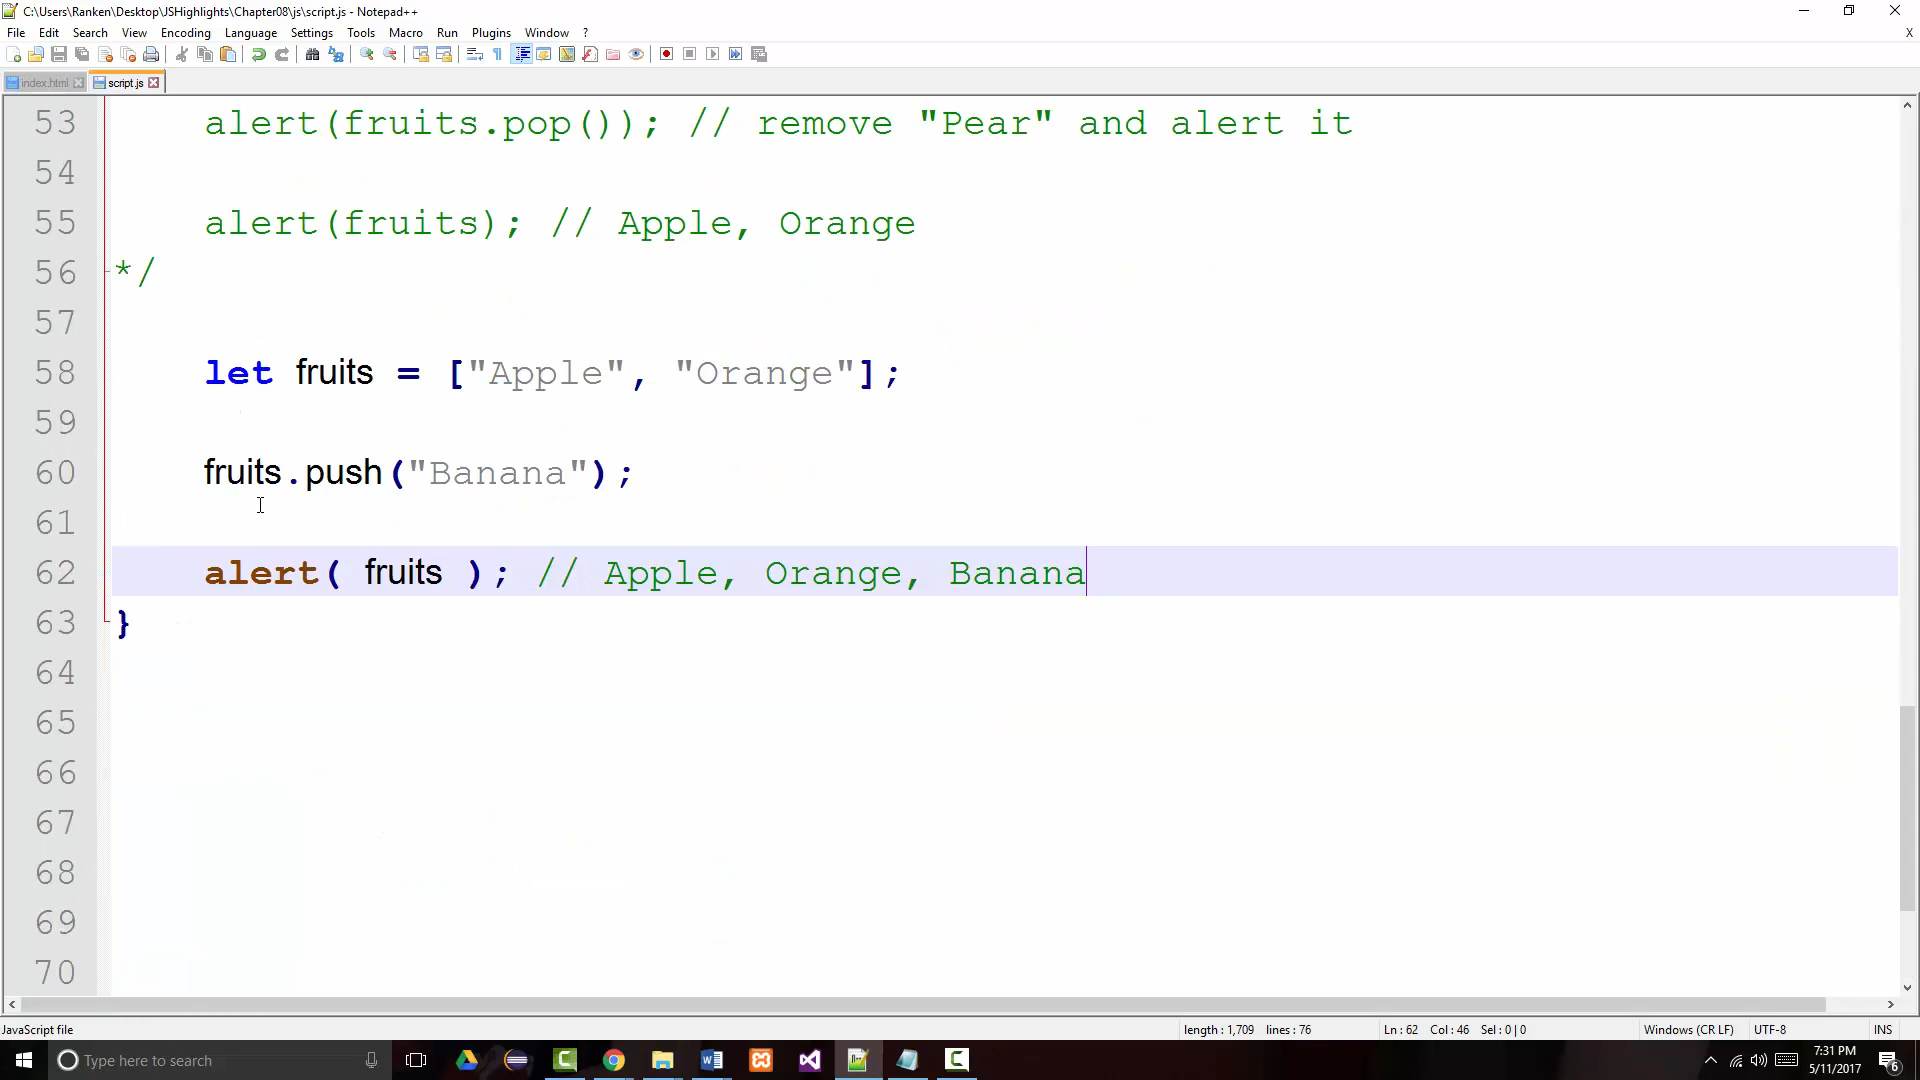 C:\Users\Ranken\Desktop\JSHighlights\Chapter08\js\script.js - Notepad++
File Edit Search View Encoding Language Settings Tools Macro Run Plugins Window ? X
index.html script.js
53 alert(fruits.pop()); // remove "Pear" and alert it
54
55 alert(fruits); // Apple, Orange
56 */
57
58 let fruits = ["Apple", "Orange"];
59
60 fruits.push("Banana");
61
62 alert( fruits ); // Apple, Orange, Banana
63 }
64
65
66
67
68
69
70
JavaScript file length : 1,709 lines : 76 Ln : 62 Col : 46 Sel : 0 | 0 Windows (CR LF) UTF-8 INS
Type here to search 7:31 PM
5/11/2017 6